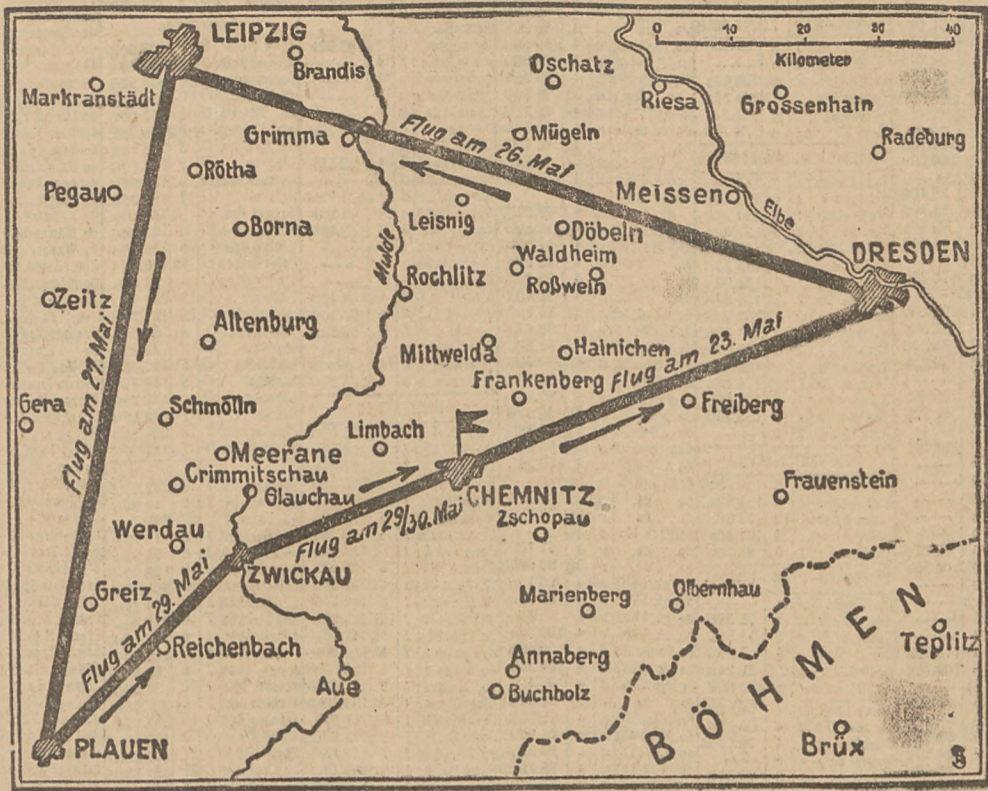 LEIPZIG
Brandis
Oschatz
0 10 20 30 40
Kilometer
Markranstädt
Riesa
Grossenhain
Grimma
Flug am 26. Mai
Mügeln
Radeburg
Rötha
Pegau
Leisnig
Meissen
Elbe
Borna
Mulde
Döbeln
Waldheim
DRESDEN
Rochlitz
Roßwein
Zeitz
Altenburg
Mittweida
Hainichen
Flug am 23. Mai
Flug am 27. Mai
Frankenberg
Gera
Schmölln
Freiberg
Limbach
Meerane
Crimmitschau
Glauchau
CHEMNITZ
Frauenstein
Zschopau
Flug am 29/30. Mai
Werdau
ZWICKAU
Greiz
Flug am 29. Mai
Marienberg
Olbernhau
Reichenbach
Teplitz
Annaberg
Aue
Buchholz
BÖHMEN
PLAUEN
Brüx